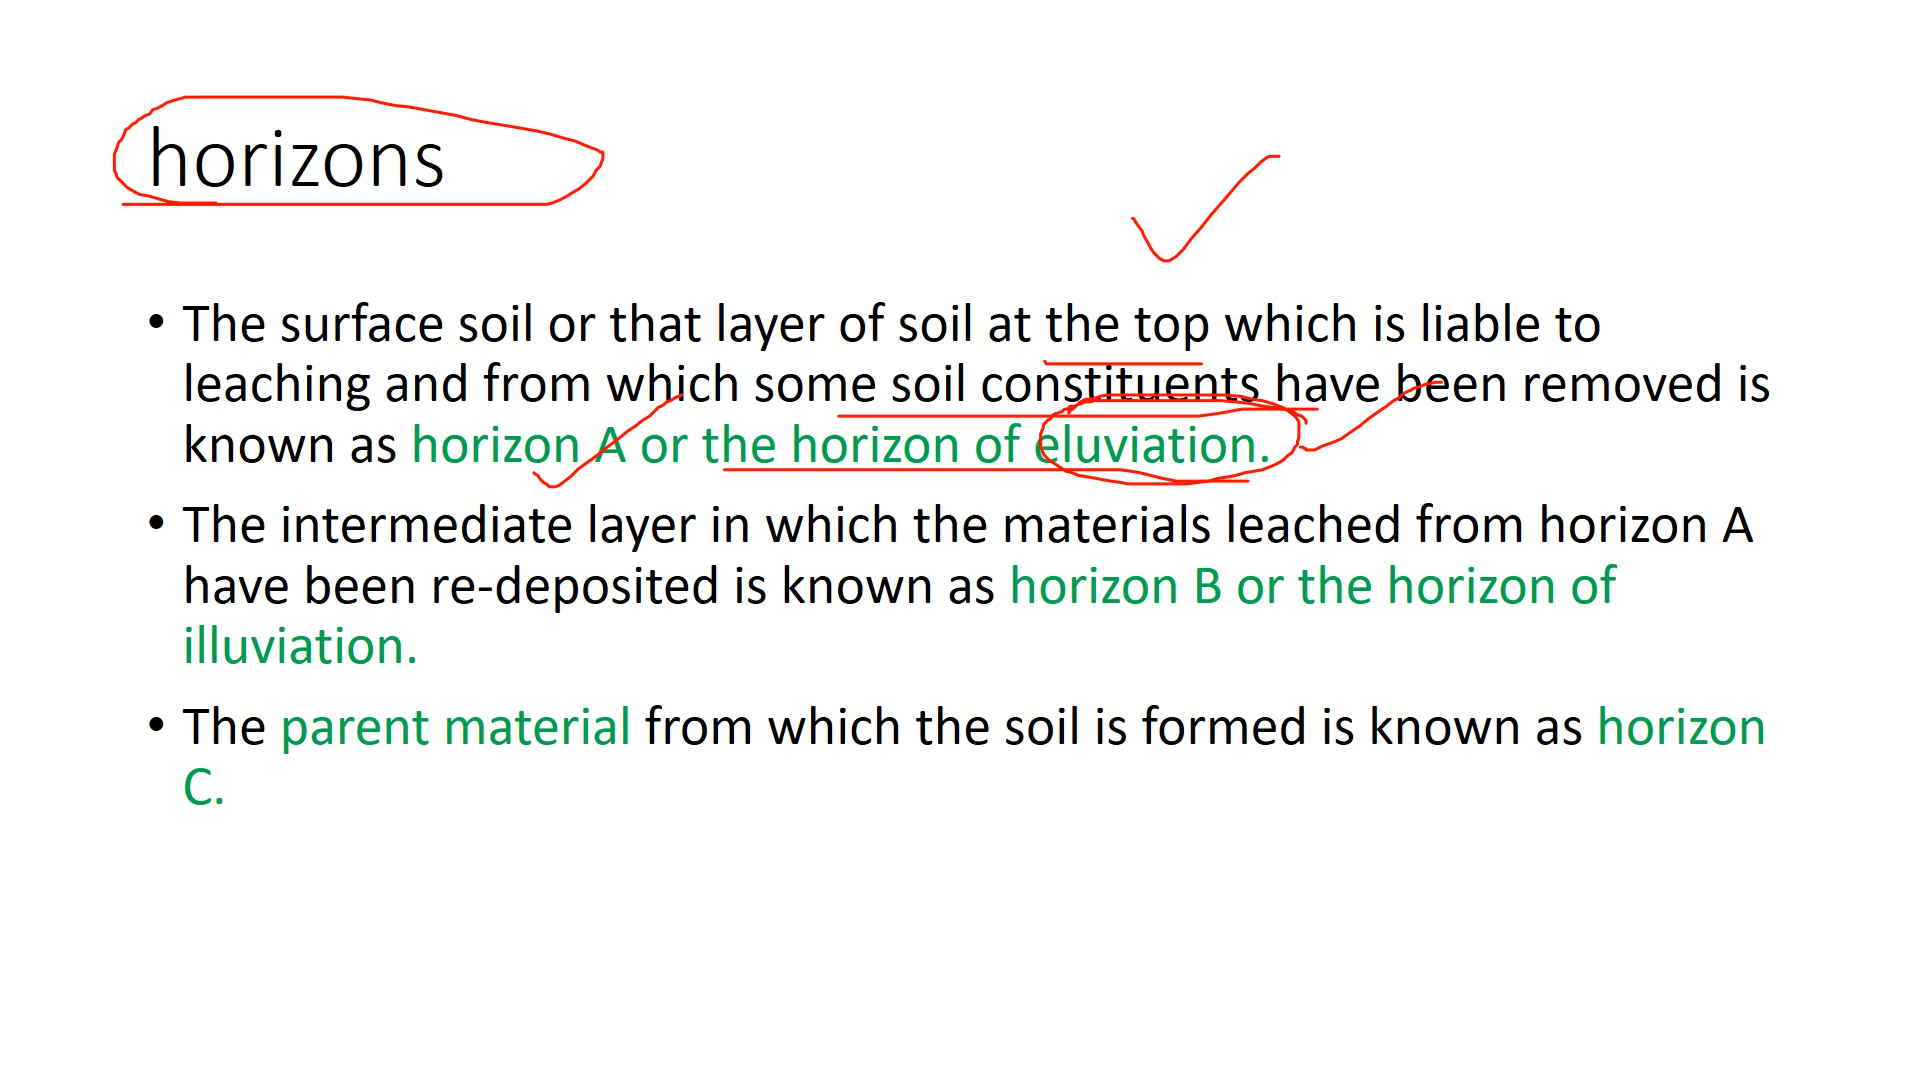 horizons
• The surface soil or that layer of soil at the top which is liable to
leaching and from which some soil constituents have been removed is
known as horizon A or the horizon of eluviation.
• The intermediate layer in which the materials leached from horizon A
have been re-deposited is known as horizon B or the horizon of
illuviation.
• The parent material from which the soil is formed is known as horizon
C.